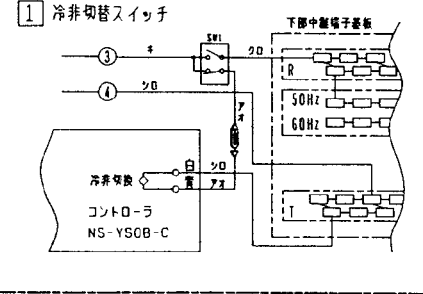 1 冷非切替スイッチ
下部中継端子基板
SW1
3 キ クロ
R
4 シロ
50Hz
アオ
60Hz
白 シロ
冷非切換
青 アオ
T
コントローラ
NS-YSOB-C